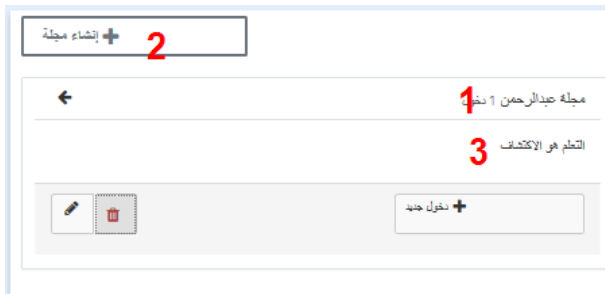 إنشاء مجلة
2
مجلة عبدالرحمن 1 دخول
1
التعلم هو الاكتشاف
3
دخول جديد